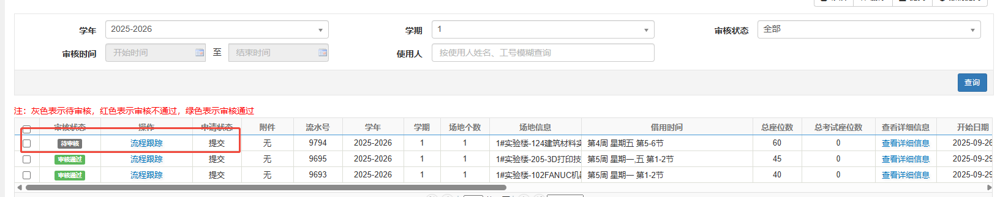 学年 2025-2026 学期 1 审核状态 全部
审核时间 开始时间 至 结束时间 使用人 按使用人姓名、工号模糊查询
查询
注：灰色表示待审核，红色表示审核不通过，绿色表示审核通过
审核状态 操作 申请状态 附件 流水号 学年 学期 场地个数 场地信息 借用时间 总座位数 总考试座位数 查看详细信息 开始日期
待审核 流程跟踪 提交 无 9794 2025-2026 1 1 1#实验楼-124建筑材料实 第4周 星期五 第5-6节 60 0 查看详细信息 2025-09-26
审核通过 流程跟踪 提交 无 9695 2025-2026 1 1 1#实验楼-205-3D打印技 第5周 星期一,五 第1-2节 45 0 查看详细信息 2025-09-29
审核通过 流程跟踪 提交 无 9693 2025-2026 1 1 1#实验楼-102FANUC机 第5周 星期一 第1-2节 40 0 查看详细信息 2025-09-29